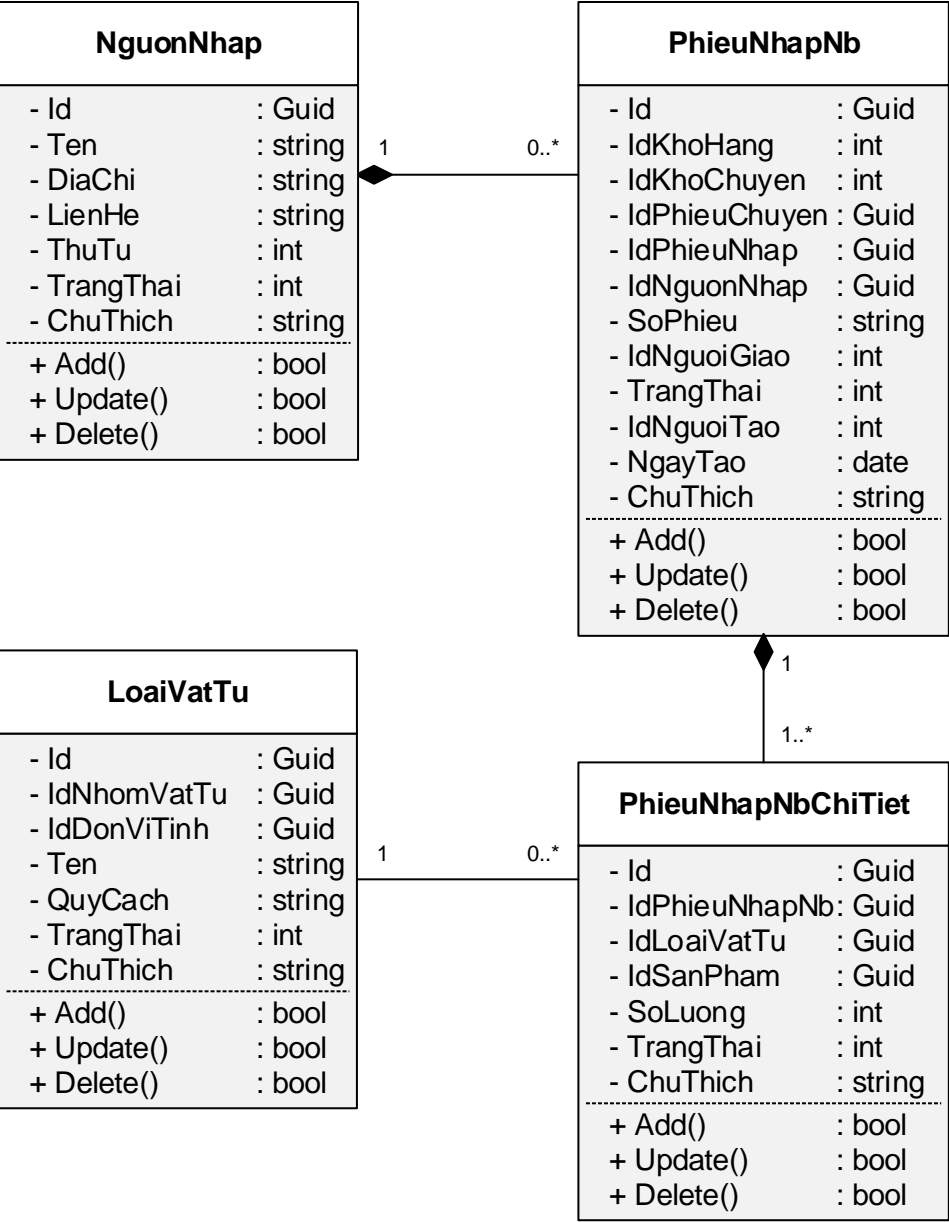 NguonNhap
- Id : Guid
- Ten : string
- DiaChi : string
- LienHe : string
- ThuTu : int
- TrangThai : int
- ChuThich : string
+ Add() : bool
+ Update() : bool
+ Delete() : bool
1 0..*
PhieuNhapNb
- Id : Guid
- IdKhoHang : int
- IdKhoChuyen : int
- IdPhieuChuyen : Guid
- IdPhieuNhap : Guid
- IdNguonNhap : Guid
- SoPhieu : string
- IdNguoiGiao : int
- TrangThai : int
- IdNguoiTao : int
- NgayTao : date
- ChuThich : string
+ Add() : bool
+ Update() : bool
+ Delete() : bool
1
1..*
LoaiVatTu
- Id : Guid
- IdNhomVatTu : Guid
- IdDonViTinh : Guid
- Ten : string
- QuyCach : string
- TrangThai : int
- ChuThich : string
+ Add() : bool
+ Update() : bool
+ Delete() : bool
1 0..*
PhieuNhapNbChiTiet
- Id : Guid
- IdPhieuNhapNb : Guid
- IdLoaiVatTu : Guid
- IdSanPham : Guid
- SoLuong : int
- TrangThai : int
- ChuThich : string
+ Add() : bool
+ Update() : bool
+ Delete() : bool